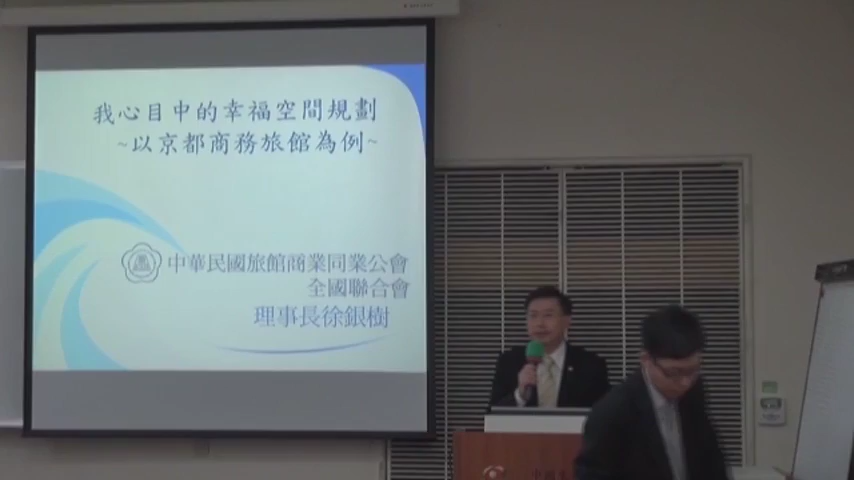 我心目中的幸福空間規劃
~以京都商務旅館為例~
中華民國旅館商業同業公會
全國聯合會
理事長徐銀樹